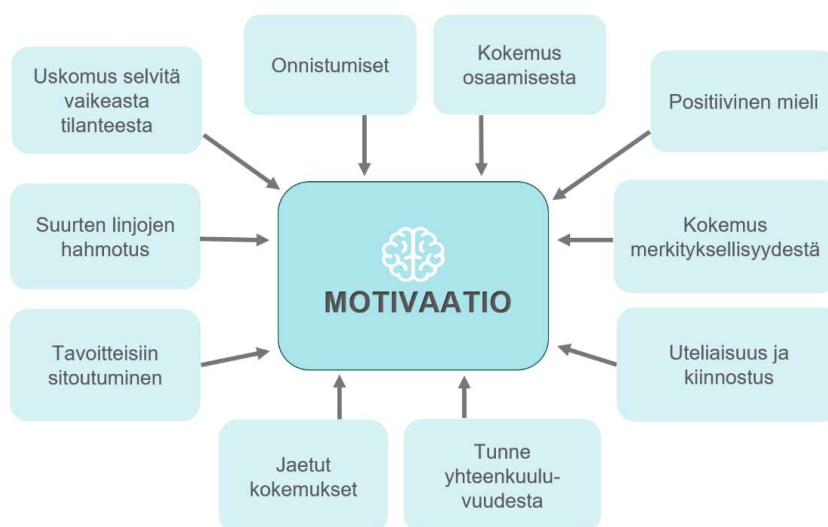 Uskomus selvitä
vaikeasta
tilanteesta
Onnistumiset
Kokemus
osaamisesta
Positiivinen mieli
Suurten linjojen
hahmotus
MOTIVAATIO
Kokemus
merkityksellisyydestä
Tavoitteisiin
sitoutuminen
Uteliaisuus ja
kiinnostus
Jaetut
kokemukset
Tunne
yhteenkuulu-
vuudesta